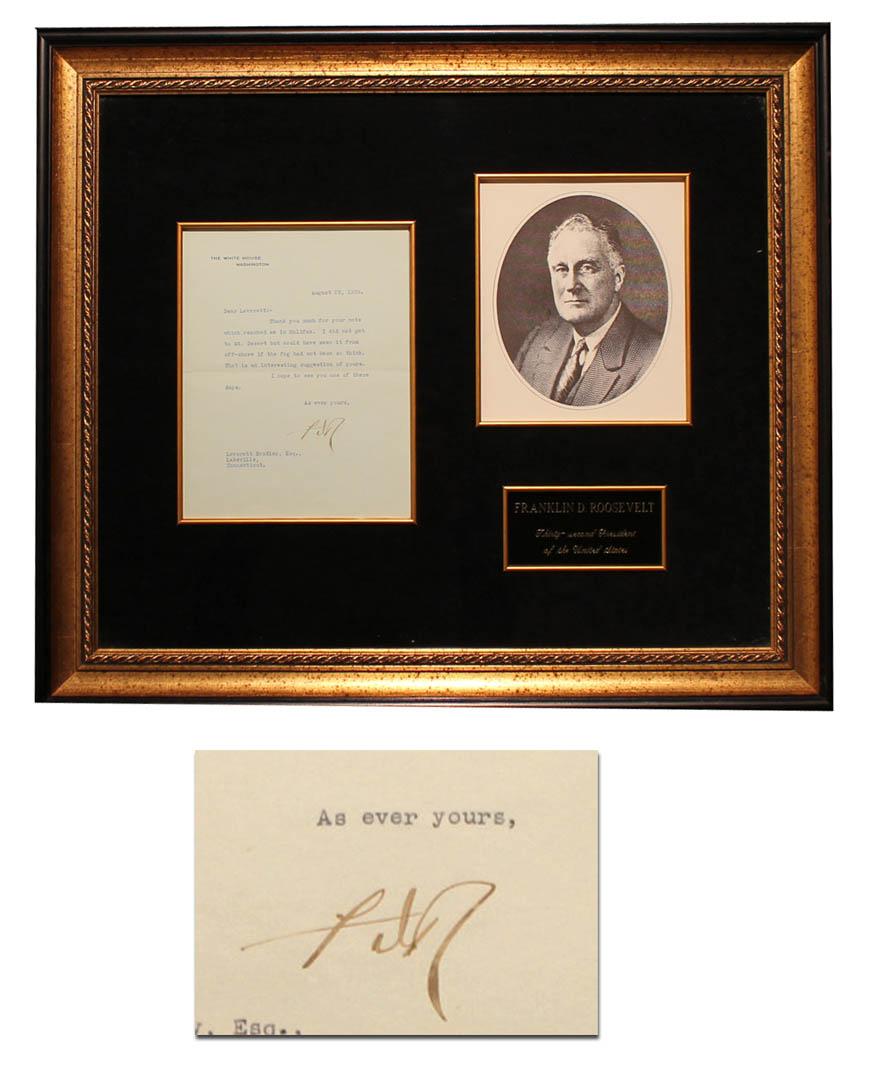 THE WHITE HOUSE
WASHINGTON
August 25, 1939.
Dear Leverett:-
Thank you much for your note
which reached me in Halifax. I did not get
to Mt. Desert but could have seen it from
off-shore if the fog had not been so thick.
That is an interesting suggestion of yours.
I hope to see you one of these
days.
As ever yours,
Leverett Bradley, Esq.,
Lakeville,
Connecticut.
FRANKLIN D. ROOSEVELT
Thirty-second President
of the United States
As ever yours,
y, Esq.,